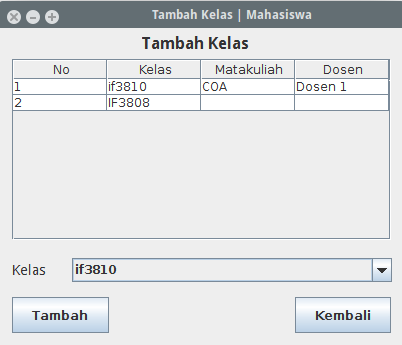 Tambah Kelas | Mahasiswa
Tambah Kelas
No Kelas Matakuliah Dosen
1 if3810 COA Dosen 1
2 IF3808
Kelas if3810
Tambah Kembali